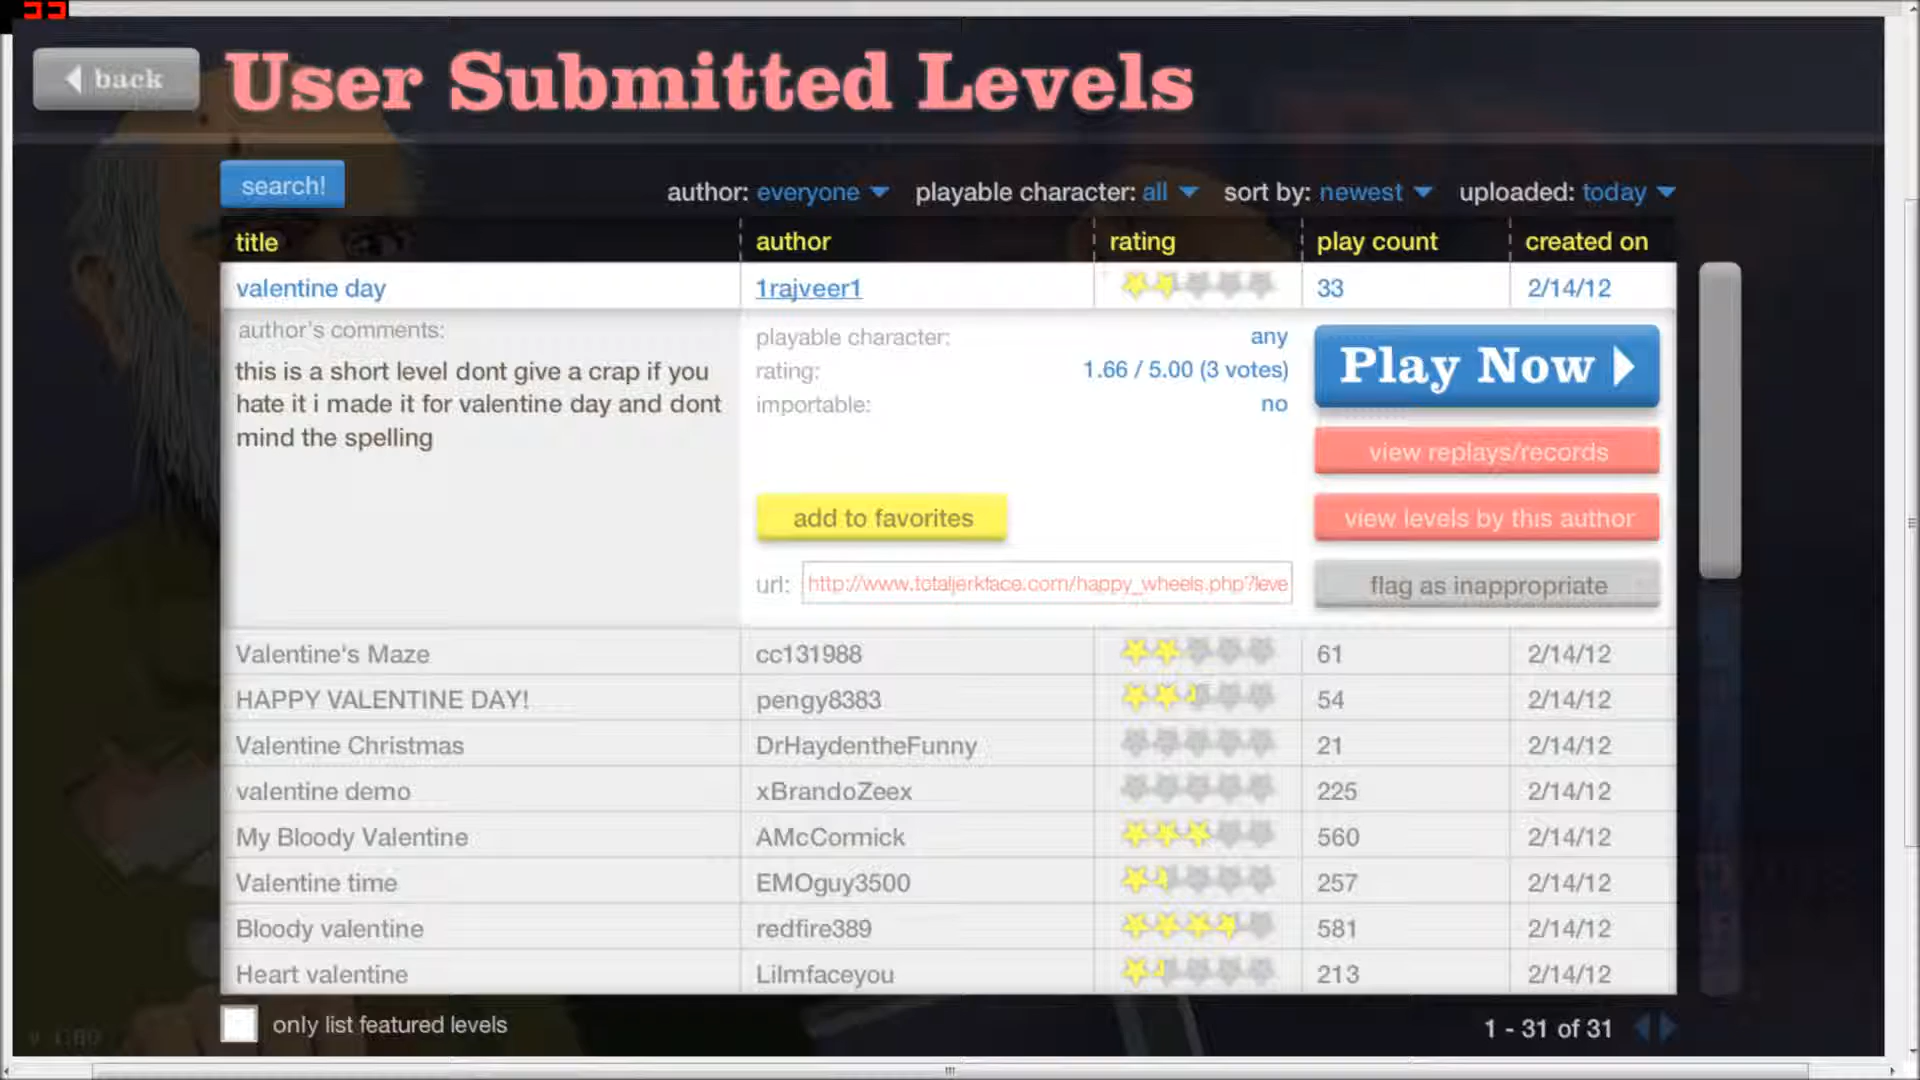 33
back
User Submitted Levels
search!
author: everyone playable character: all sort by: newest uploaded: today
title author rating play count created on
valentine day 1rajveer1 33 2/14/12
author's comments:
this is a short level dont give a crap if you
hate it i made it for valentine day and dont
mind the spelling
playable character: any
rating: 1.66 / 5.00 (3 votes)
importable: no
add to favorites
url: http://www.totaljerkface.com/happy_wheels.php?leve
Play Now
view replays/records
view levels by this author
flag as inappropriate
Valentine's Maze cc131988 61 2/14/12
HAPPY VALENTINE DAY! pengy8383 54 2/14/12
Valentine Christmas DrHaydentheFunny 21 2/14/12
valentine demo xBrandoZeex 225 2/14/12
My Bloody Valentine AMcCormick 560 2/14/12
Valentine time EMOguy3500 257 2/14/12
Bloody valentine redfire389 581 2/14/12
Heart valentine Lilmfaceyou 213 2/14/12
only list featured levels
1 - 31 of 31